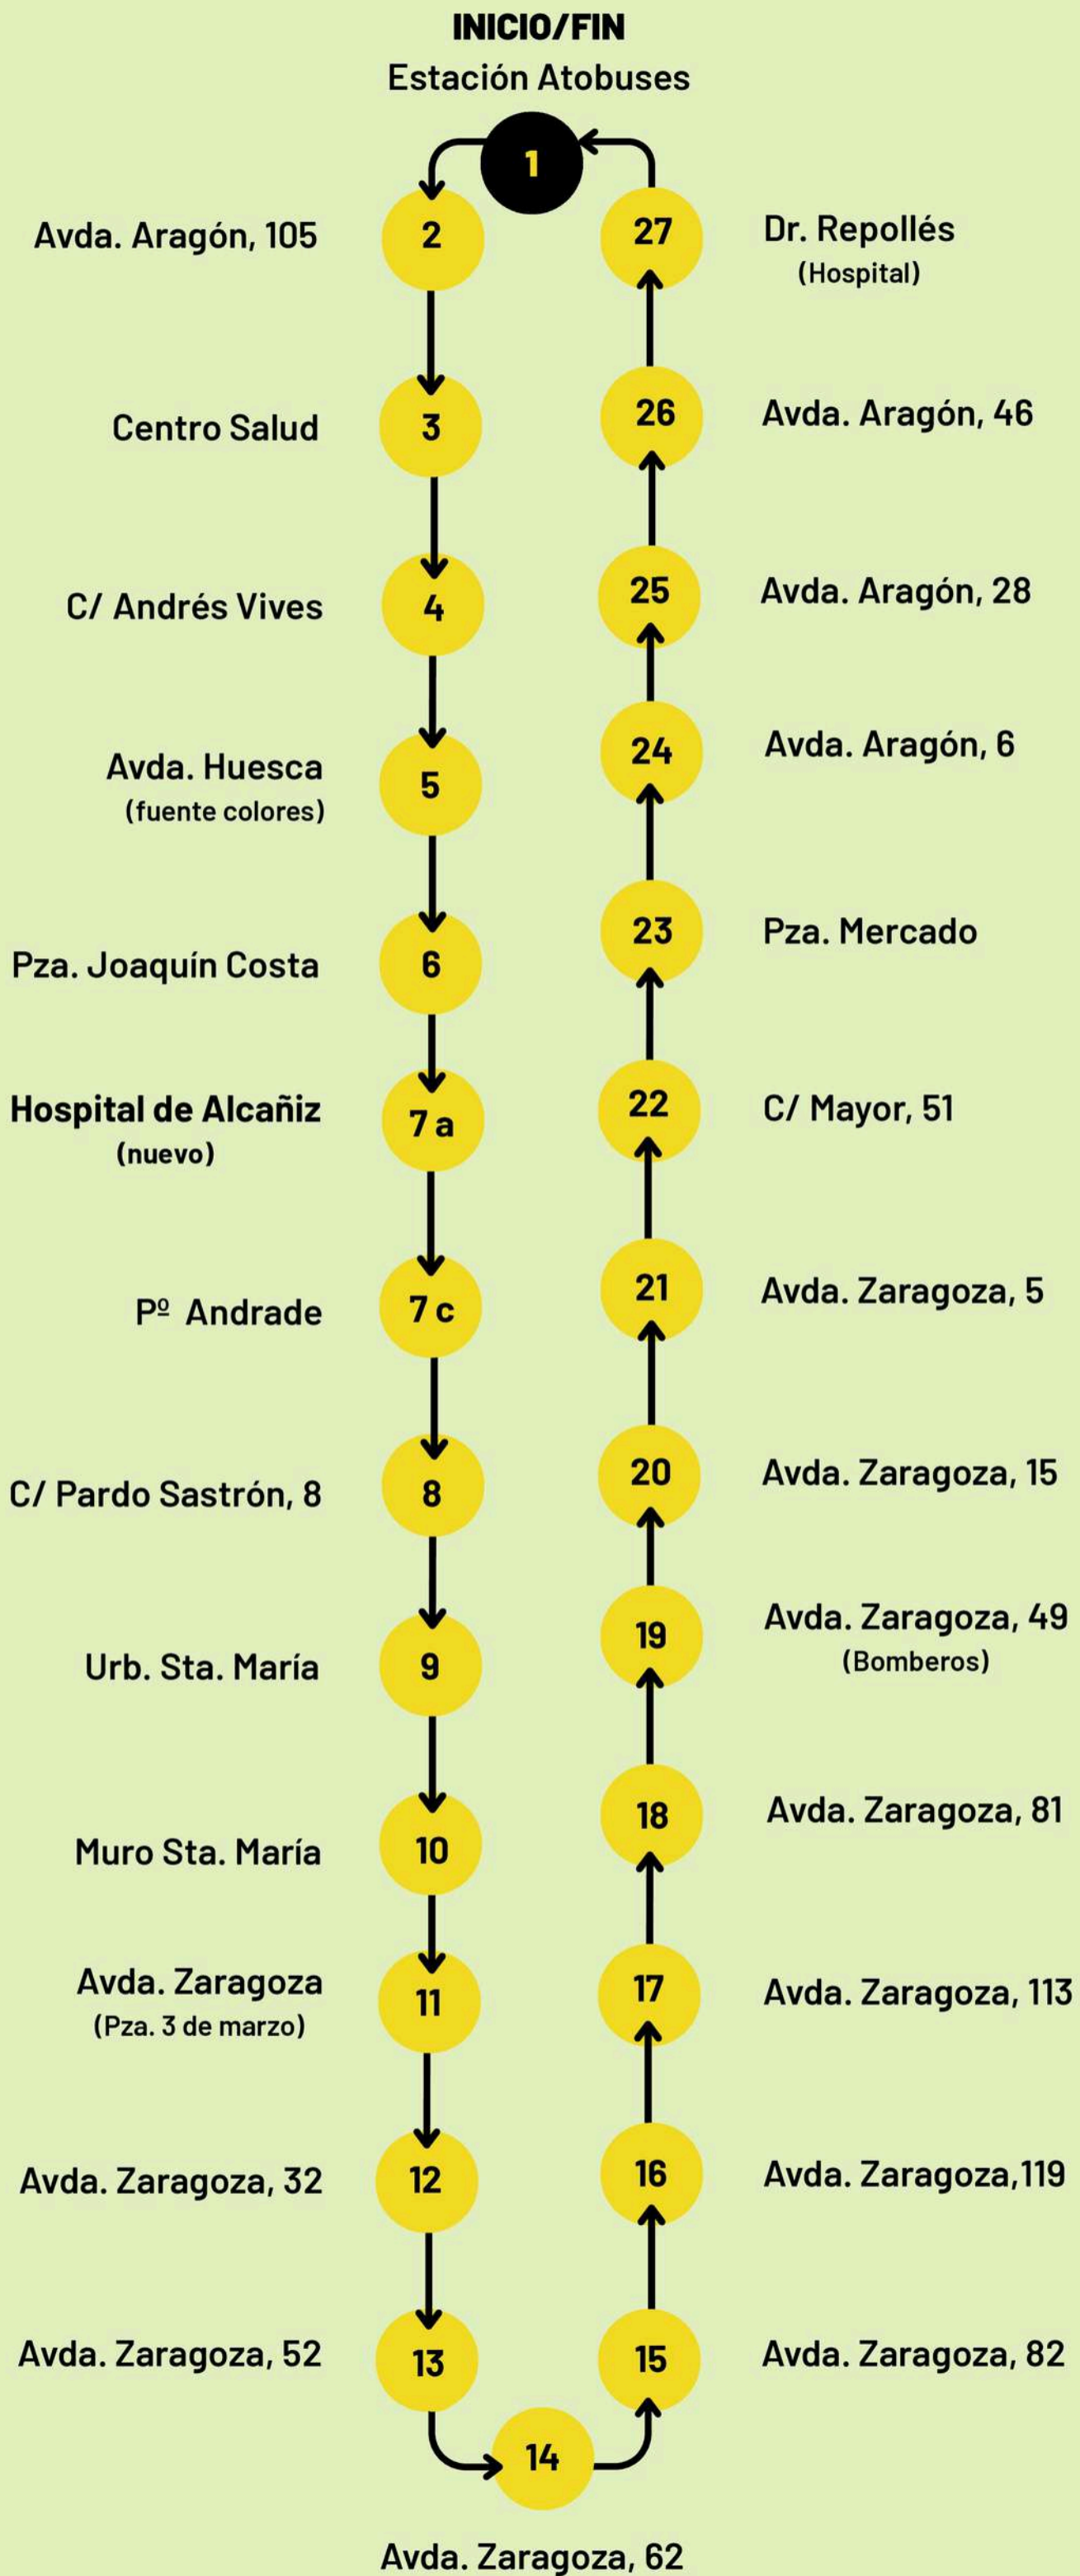 INICIO/FIN
Estación Atobuses
1
Avda. Aragón, 105
2
Centro Salud
3
C/ Andrés Vives
4
Avda. Huesca
(fuente colores)
5
Pza. Joaquín Costa
6
Hospital de Alcañiz
(nuevo)
7 a
Pº Andrade
7 c
C/ Pardo Sastrón, 8
8
Urb. Sta. María
9
Muro Sta. María
10
Avda. Zaragoza
(Pza. 3 de marzo)
11
Avda. Zaragoza, 32
12
Avda. Zaragoza, 52
13
14
Avda. Zaragoza, 62
15
Avda. Zaragoza, 82
16
Avda. Zaragoza,119
17
Avda. Zaragoza, 113
18
Avda. Zaragoza, 81
19
Avda. Zaragoza, 49
(Bomberos)
20
Avda. Zaragoza, 15
21
Avda. Zaragoza, 5
22
C/ Mayor, 51
23
Pza. Mercado
24
Avda. Aragón, 6
25
Avda. Aragón, 28
26
Avda. Aragón, 46
27
Dr. Repollés
(Hospital)